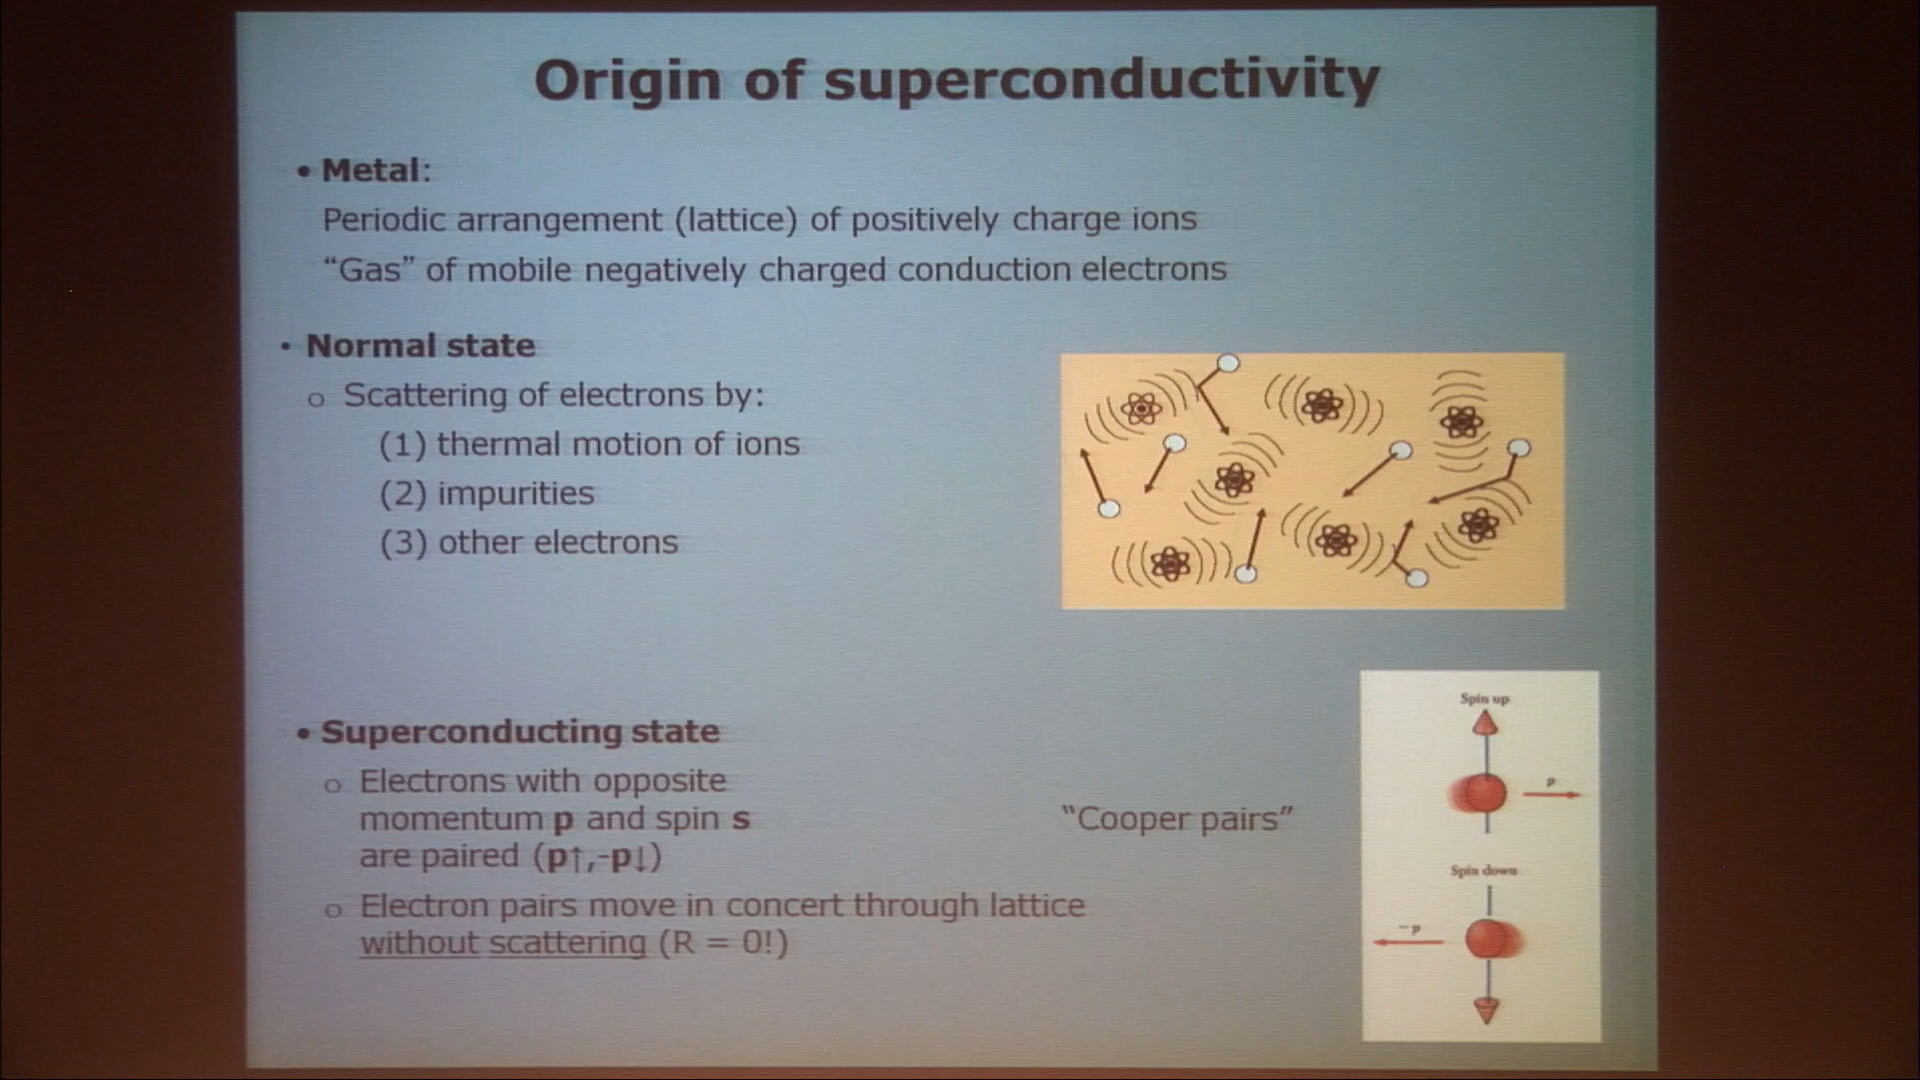 Origin of superconductivity
• Metal:
Periodic arrangement (lattice) of positively charge ions
“Gas” of mobile negatively charged conduction electrons
• Normal state
o Scattering of electrons by:
(1) thermal motion of ions
(2) impurities
(3) other electrons
• Superconducting state
o Electrons with opposite
momentum p and spin s
are paired (p↑,-p↓)
o Electron pairs move in concert through lattice
without scattering (R = 0!)
“Cooper pairs”
Spin up
p
Spin down
−p